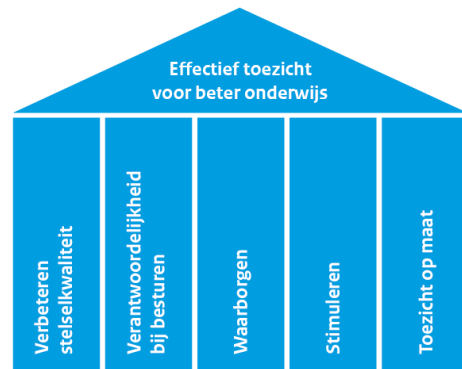 Effectief toezicht
voor beter onderwijs
Verbeteren
stelselkwaliteit
Verantwoordelijkheid
bij besturen
Waarborgen
Stimuleren
Toezicht op maat